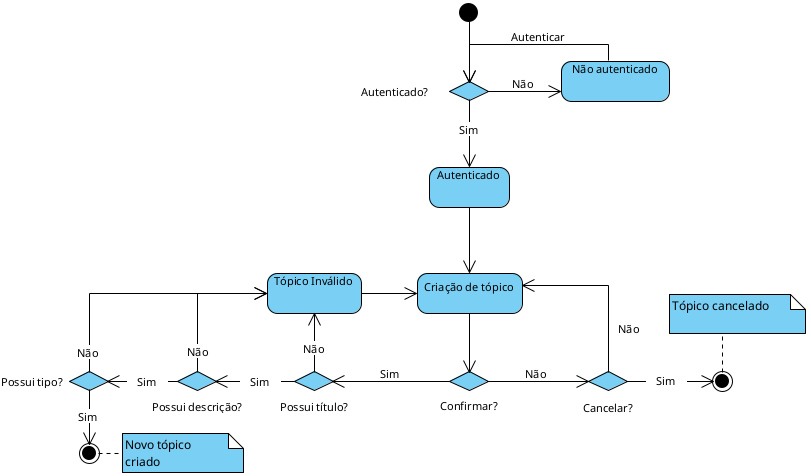 Autenticar
Não autenticado
Não
Autenticado?
Sim
Autenticado
Tópico Inválido
Criação de tópico
Tópico cancelado
Não
Não
Não
Não
Sim
Não
Possui tipo?
Sim
Sim
Sim
Possui descrição?
Possui título?
Confirmar?
Cancelar?
Sim
Novo tópico
criado